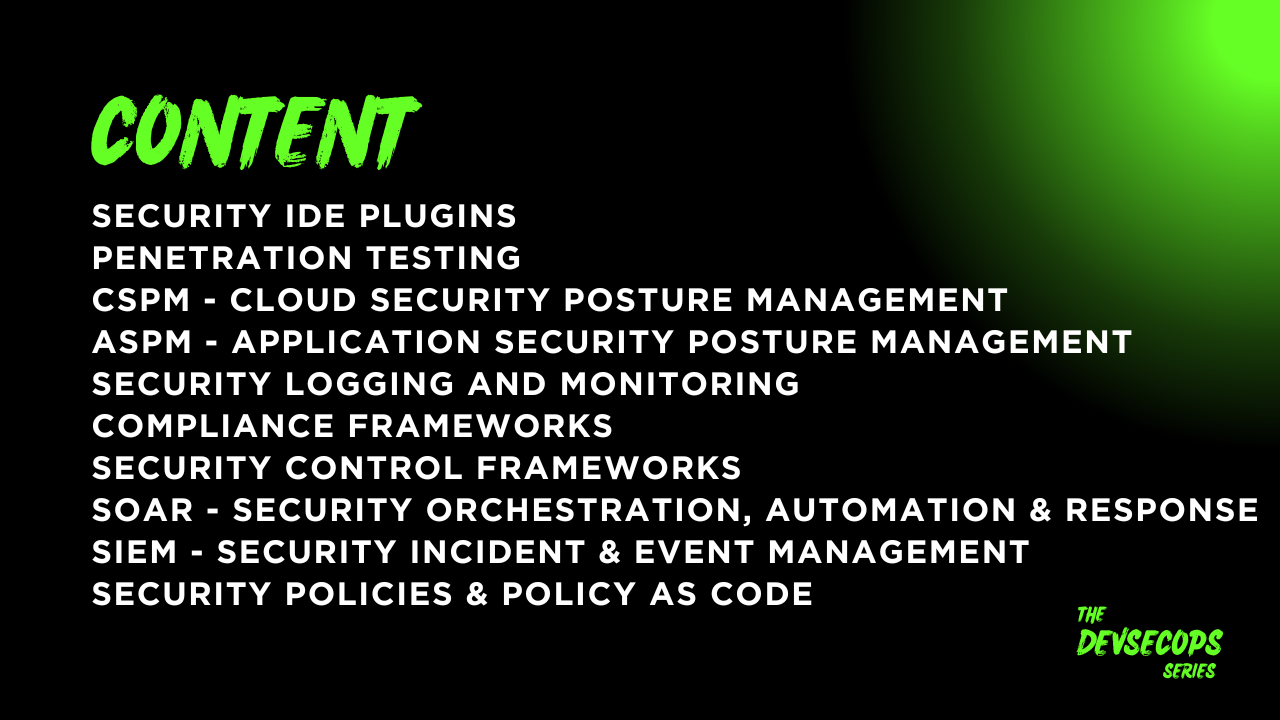 CONTENT
SECURITY IDE PLUGINS
PENETRATION TESTING
CSPM - CLOUD SECURITY POSTURE MANAGEMENT
ASPM - APPLICATION SECURITY POSTURE MANAGEMENT
SECURITY LOGGING AND MONITORING
COMPLIANCE FRAMEWORKS
SECURITY CONTROL FRAMEWORKS
SOAR - SECURITY ORCHESTRATION, AUTOMATION & RESPONSE
SIEM - SECURITY INCIDENT & EVENT MANAGEMENT
SECURITY POLICIES & POLICY AS CODE
THE
DEVSECOPS
SERIES